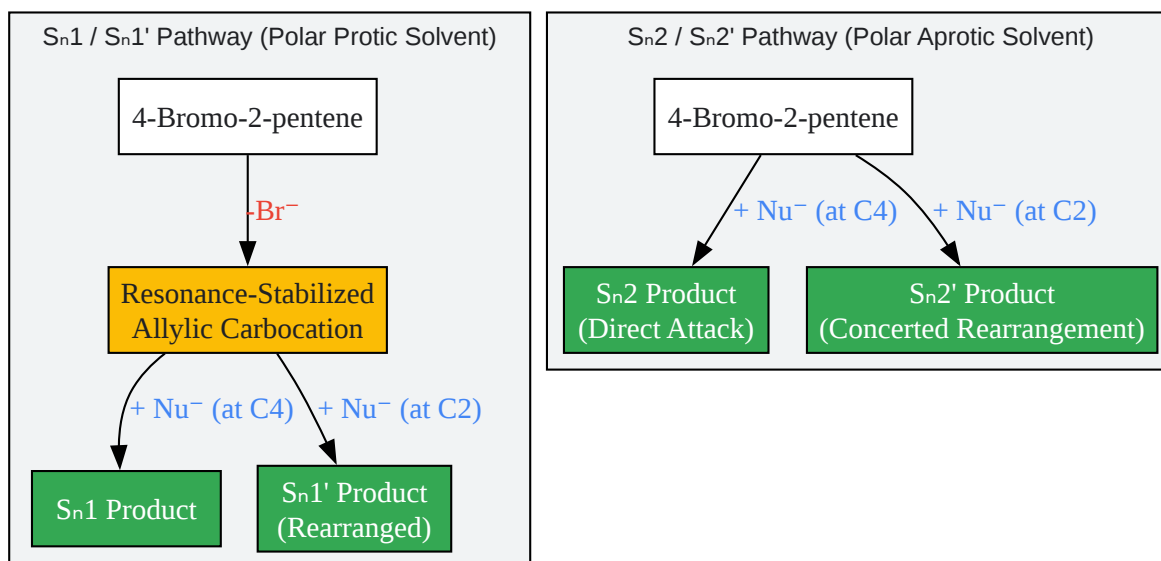 Sₙ1 / Sₙ1' Pathway (Polar Protic Solvent)
4-Bromo-2-pentene
-Br⁻
Resonance-Stabilized
Allylic Carbocation
+ Nu⁻ (at C4)
+ Nu⁻ (at C2)
Sₙ1 Product
Sₙ1' Product
(Rearranged)
Sₙ2 / Sₙ2' Pathway (Polar Aprotic Solvent)
4-Bromo-2-pentene
+ Nu⁻ (at C4)
+ Nu⁻ (at C2)
Sₙ2 Product
(Direct Attack)
Sₙ2' Product
(Concerted Rearrangement)